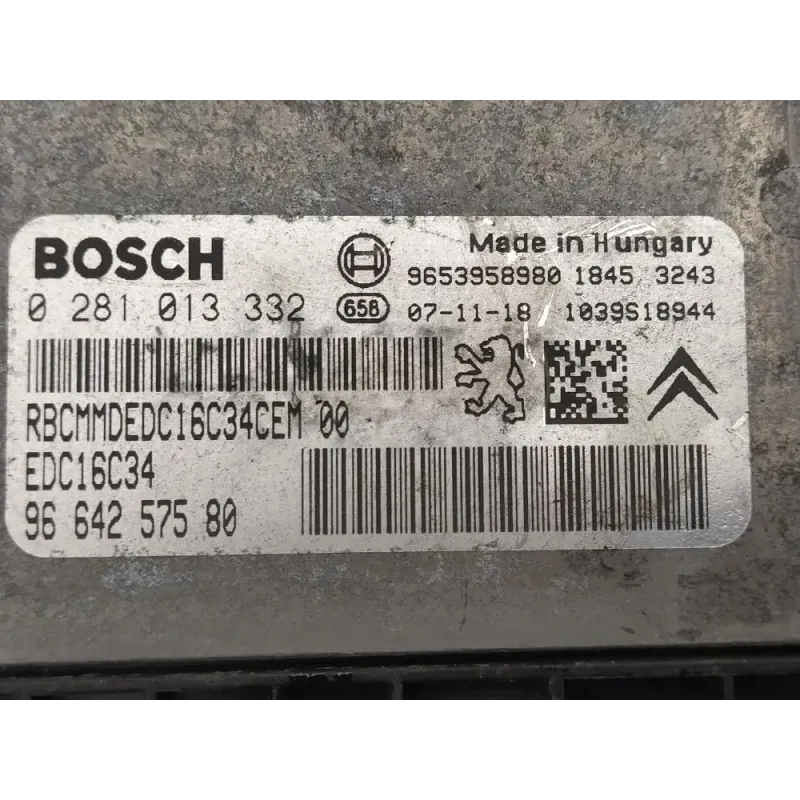 BOSCH
Made in Hungary
9653958980 1845 3243
0 281 013 332
658
07-11-18 1039S18944
RBCMMDEDC16C34CEM 00
EDC16C34
96 642 575 80